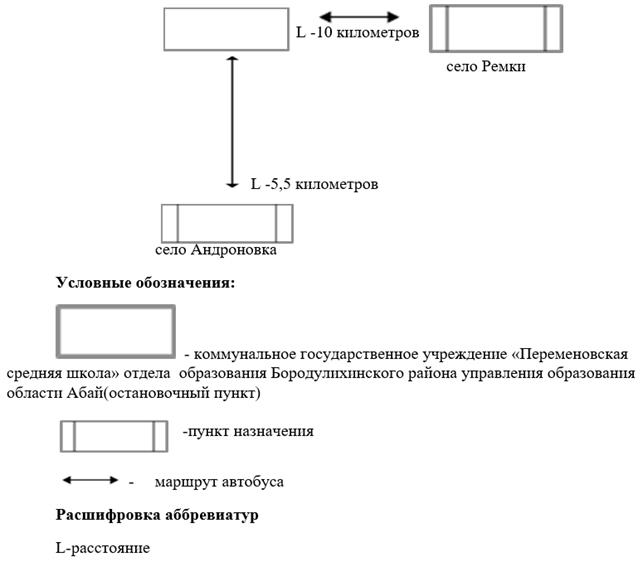 L -10 километров
село Ремки
L -5,5 километров
село Андроновка
Условные обозначения:
- коммунальное государственное учреждение «Переменовская
средняя школа» отдела образования Бородулихинского района управления образования
области Абай(остановочный пункт)
-пункт назначения
- маршрут автобуса
Расшифровка аббревиатур
L-расстояние